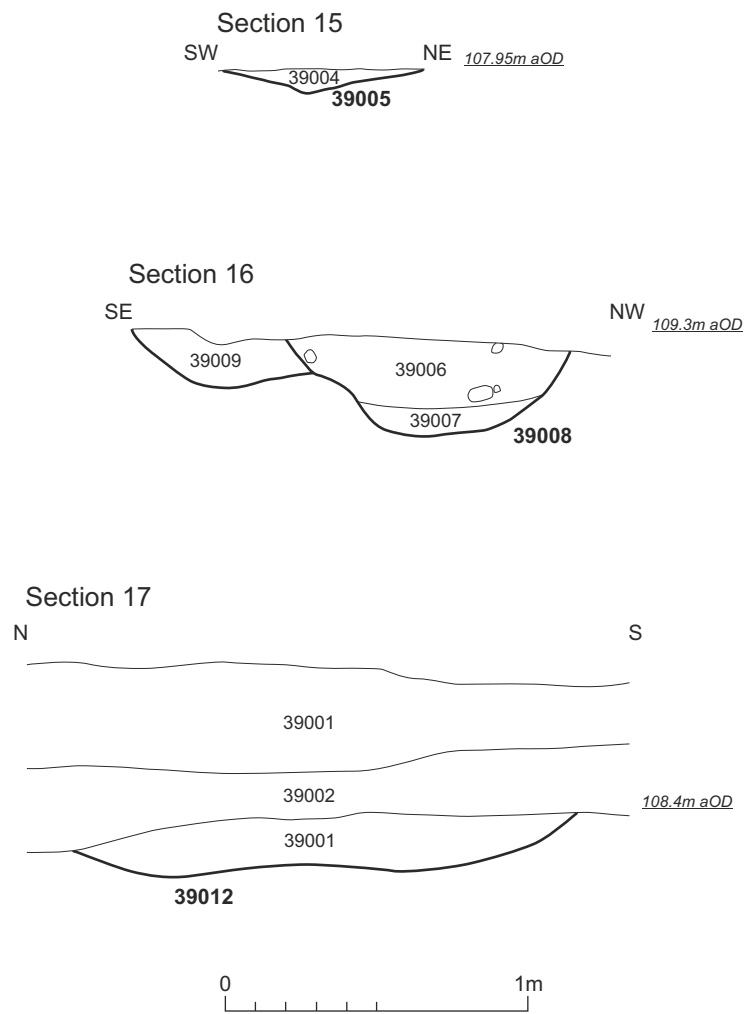 Section 15
SW NE 107.95m aOD
39004
39005
Section 16
SE NW 109.3m aOD
39009 39006
39007
39008
Section 17
N S
39001
39002
108.4m aOD
39001
39012
0 1m